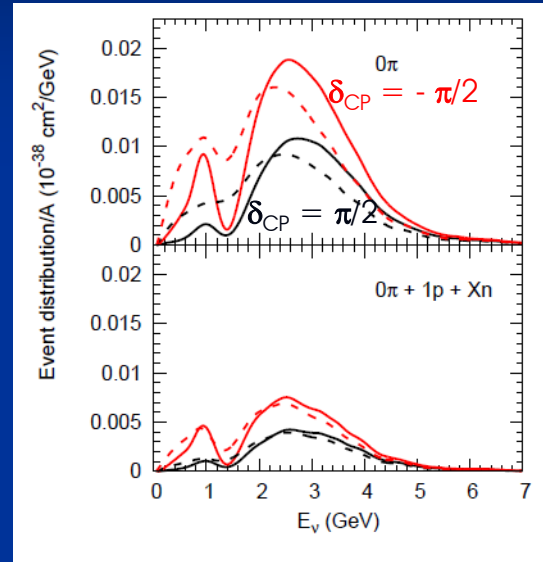 Event distribution/A (10⁻³⁸ cm²/GeV)
0.02
0.015
0.01
0.005
0
0π
δCP = - π/2
δCP = π/2
0.02
0.015
0.01
0.005
0
0π + 1p + Xn
0 1 2 3 4 5 6 7
Eν (GeV)